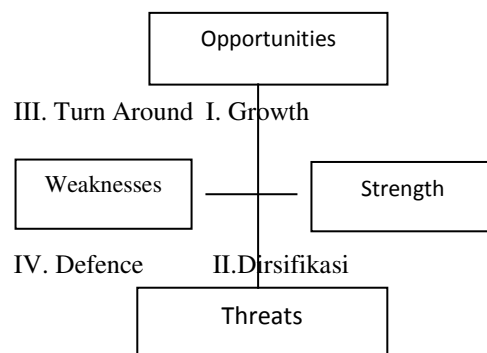 Opportunities
III. Turn Around I. Growth
Weaknesses
Strength
IV. Defence II.Dirsifikasi
Threats